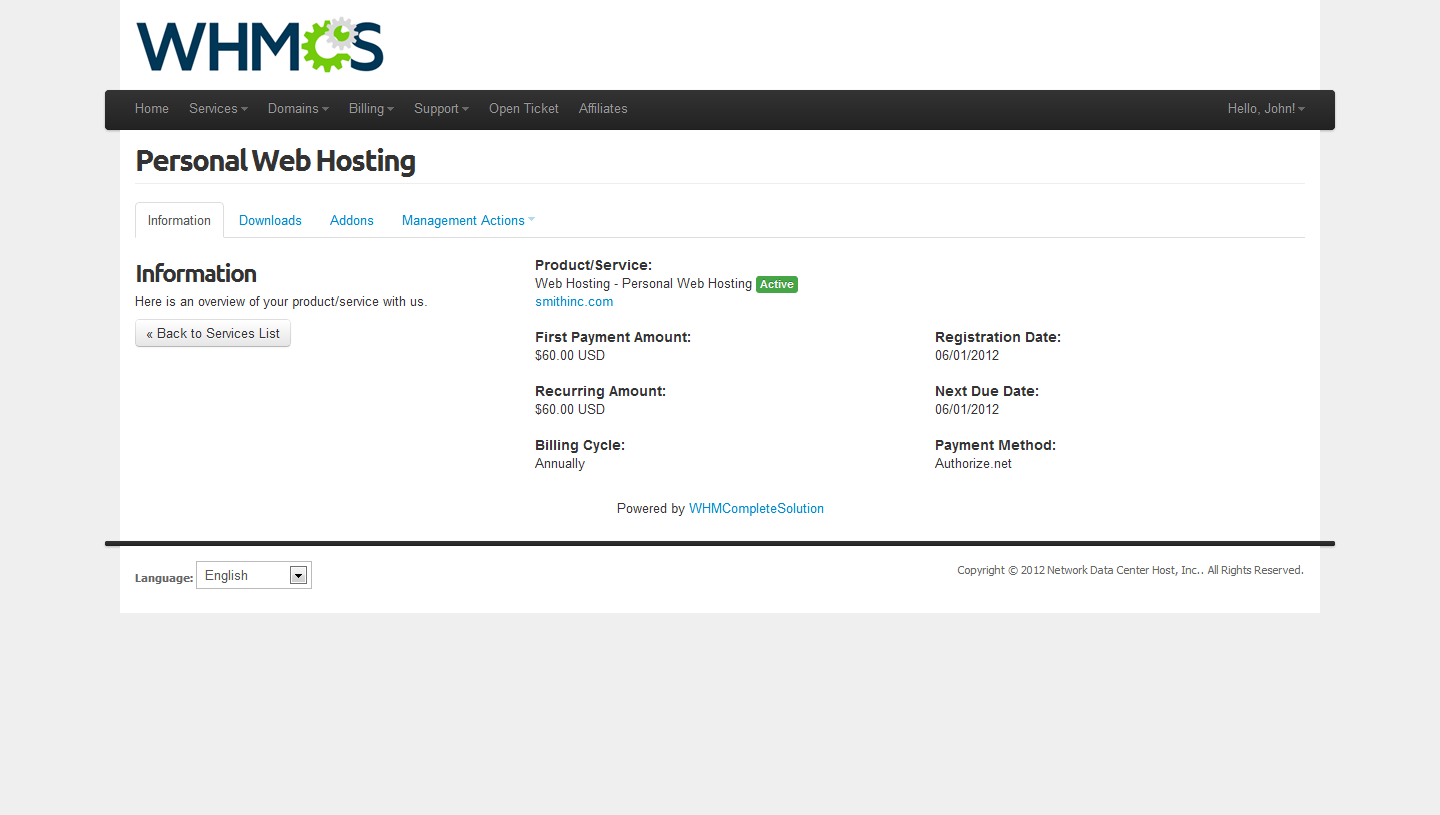 WHMCS
Home Services Domains Billing Support Open Ticket Affiliates Hello, John!
Personal Web Hosting
Information Downloads Addons Management Actions
Information
Here is an overview of your product/service with us.
« Back to Services List
Product/Service:
Web Hosting - Personal Web Hosting Active
smithinc.com
First Payment Amount:
$60.00 USD
Registration Date:
06/01/2012
Recurring Amount:
$60.00 USD
Next Due Date:
06/01/2012
Billing Cycle:
Annually
Payment Method:
Authorize.net
Powered by WHMCompleteSolution
Language: English
Copyright © 2012 Network Data Center Host, Inc.. All Rights Reserved.